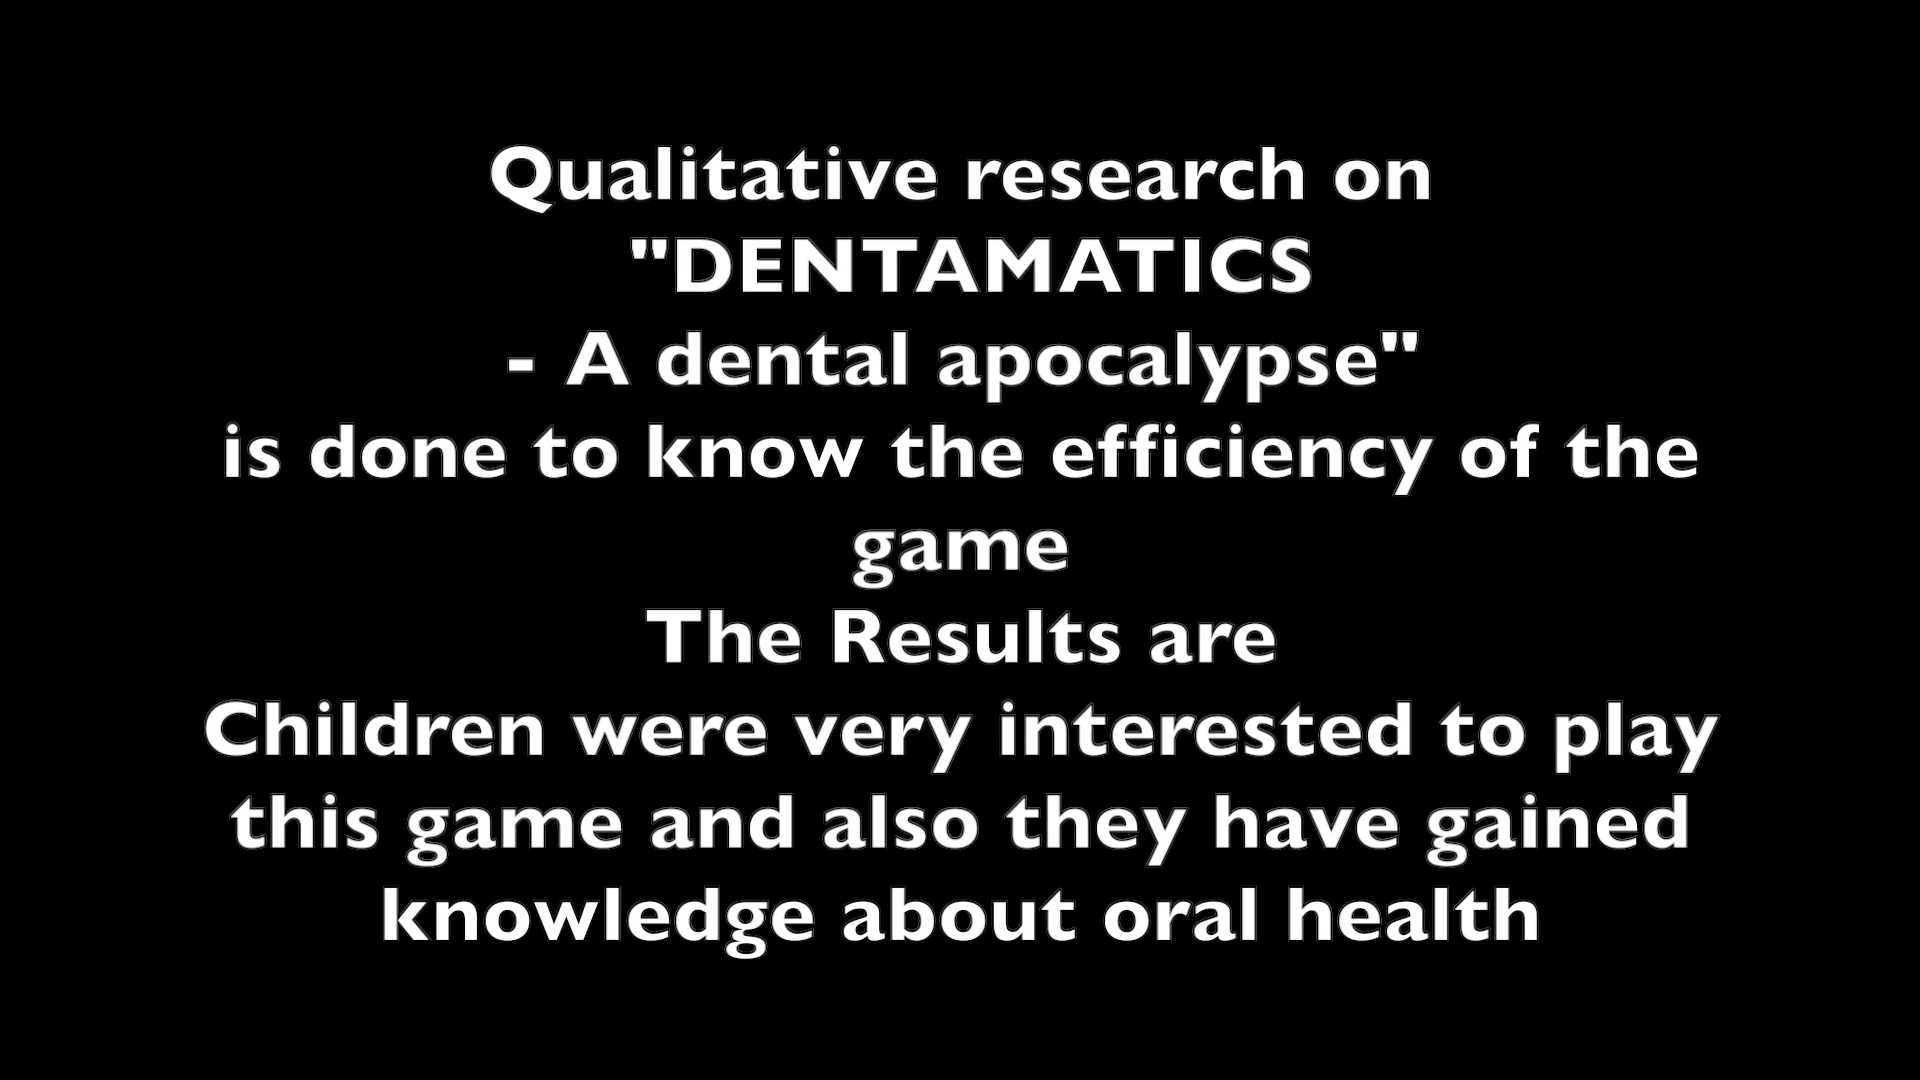 Qualitative research on
"DENTAMATICS
- A dental apocalypse"
is done to know the efficiency of the
game
The Results are
Children were very interested to play
this game and also they have gained
knowledge about oral health